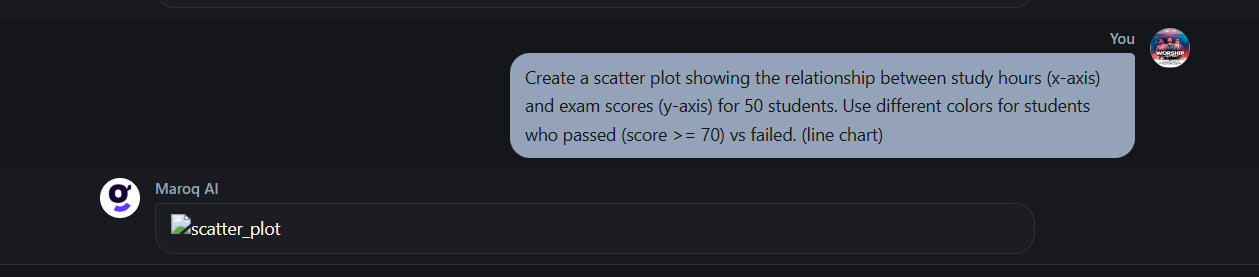 You
WORSHIP
Create a scatter plot showing the relationship between study hours (x-axis)
and exam scores (y-axis) for 50 students. Use different colors for students
who passed (score >= 70) vs failed. (line chart)
g
Maroq AI
scatter_plot